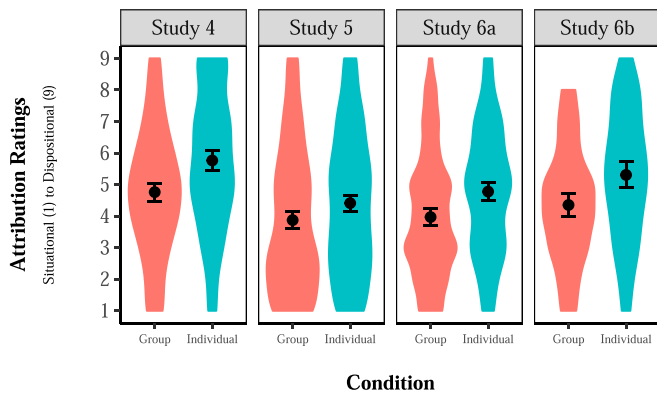 Study 4 Study 5 Study 6a Study 6b
Attribution Ratings
Situational (1) to Dispositional (9)
9
8
7
6
5
4
3
2
1
Group Individual Group Individual Group Individual Group Individual
Condition